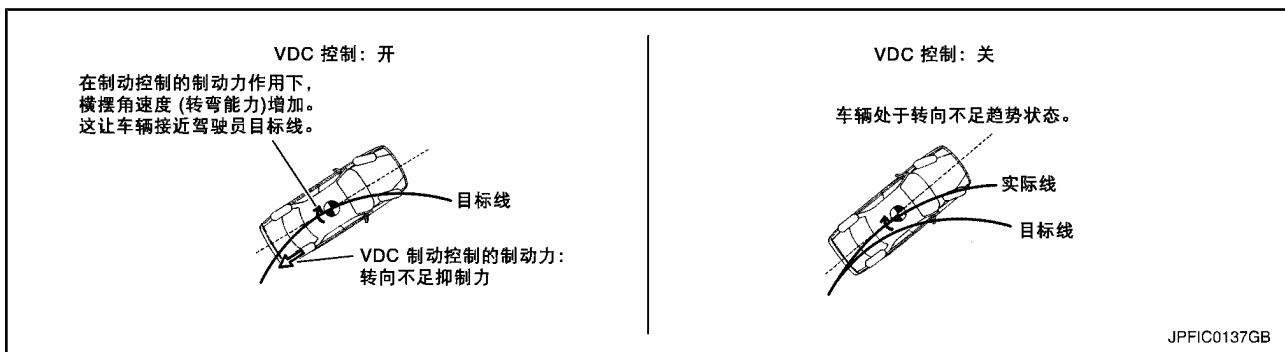 VDC 控制: 开
在制动控制的制动力作用下,
横摆角速度 (转弯能力)增加。
这让车辆接近驾驶员目标线。
目标线
VDC 制动控制的制动力:
转向不足抑制力
VDC 控制: 关
车辆处于转向不足趋势状态。
实际线
目标线
JPFIC0137GB